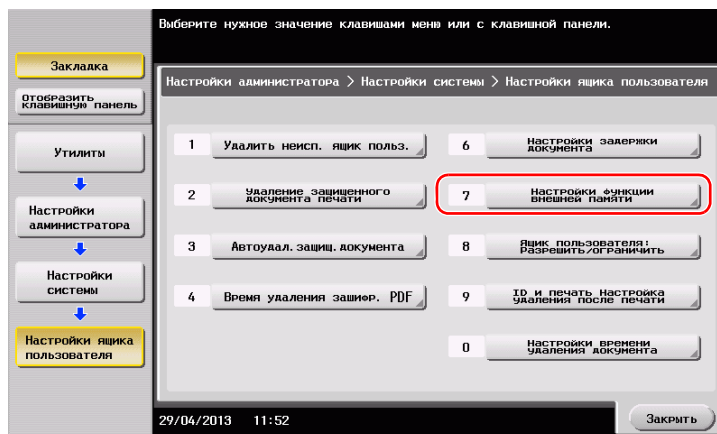 Выберите нужное значение клавишами меню или с клавишной панели.
Закладка
Отобразить
клавишную панель
Утилиты
Настройки
администратора
Настройки
системы
Настройки ящика
пользователя
Настройки администратора > Настройки системы > Настройки ящика пользователя
1 Удалить неисп. ящик польз.
2 Удаление защищенного
документа печати
3 Автоудал. защищ. документа
4 Время удаления зашифр. PDF
6 Настройки задержки
документа
7 Настройки функции
внешней памяти
8 Ящик пользователя:
Разрешить/ограничить
9 ID и печать Настройка
удаления после печати
0 Настройки времени
удаления документа
29/04/2013 11:52
Закрыть